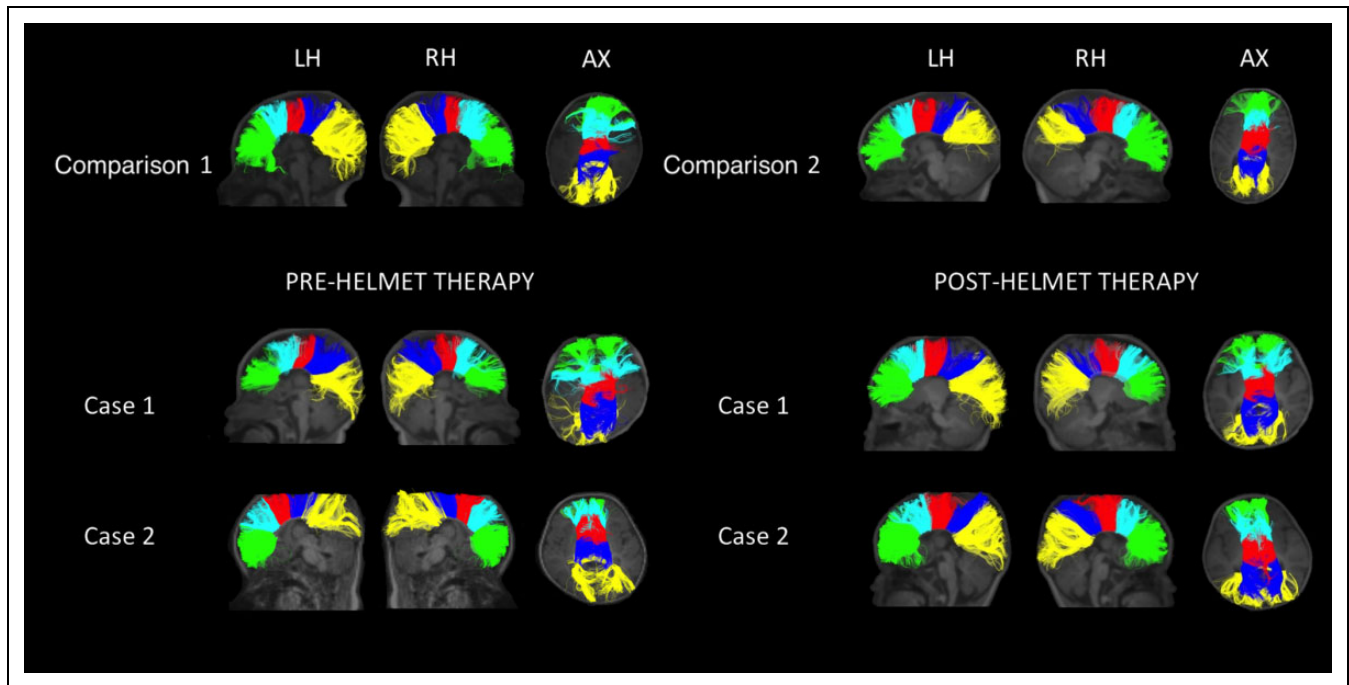 LH RH AX LH RH AX
Comparison 1 Comparison 2
PRE-HELMET THERAPY POST-HELMET THERAPY
Case 1 Case 1
Case 2 Case 2